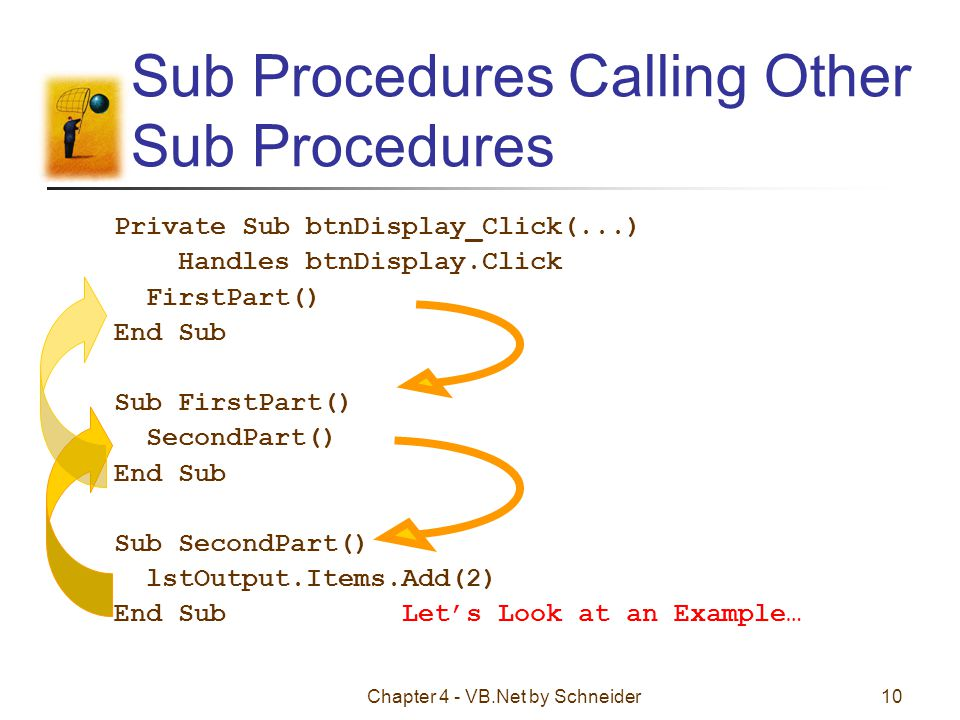 Sub Procedures Calling Other
Sub Procedures
Private Sub btnDisplay_Click(...)
Handles btnDisplay.Click
FirstPart()
End Sub
Sub FirstPart()
SecondPart()
End Sub
Sub SecondPart()
lstOutput.Items.Add(2)
End Sub Let’s Look at an Example…
Chapter 4 - VB.Net by Schneider 10